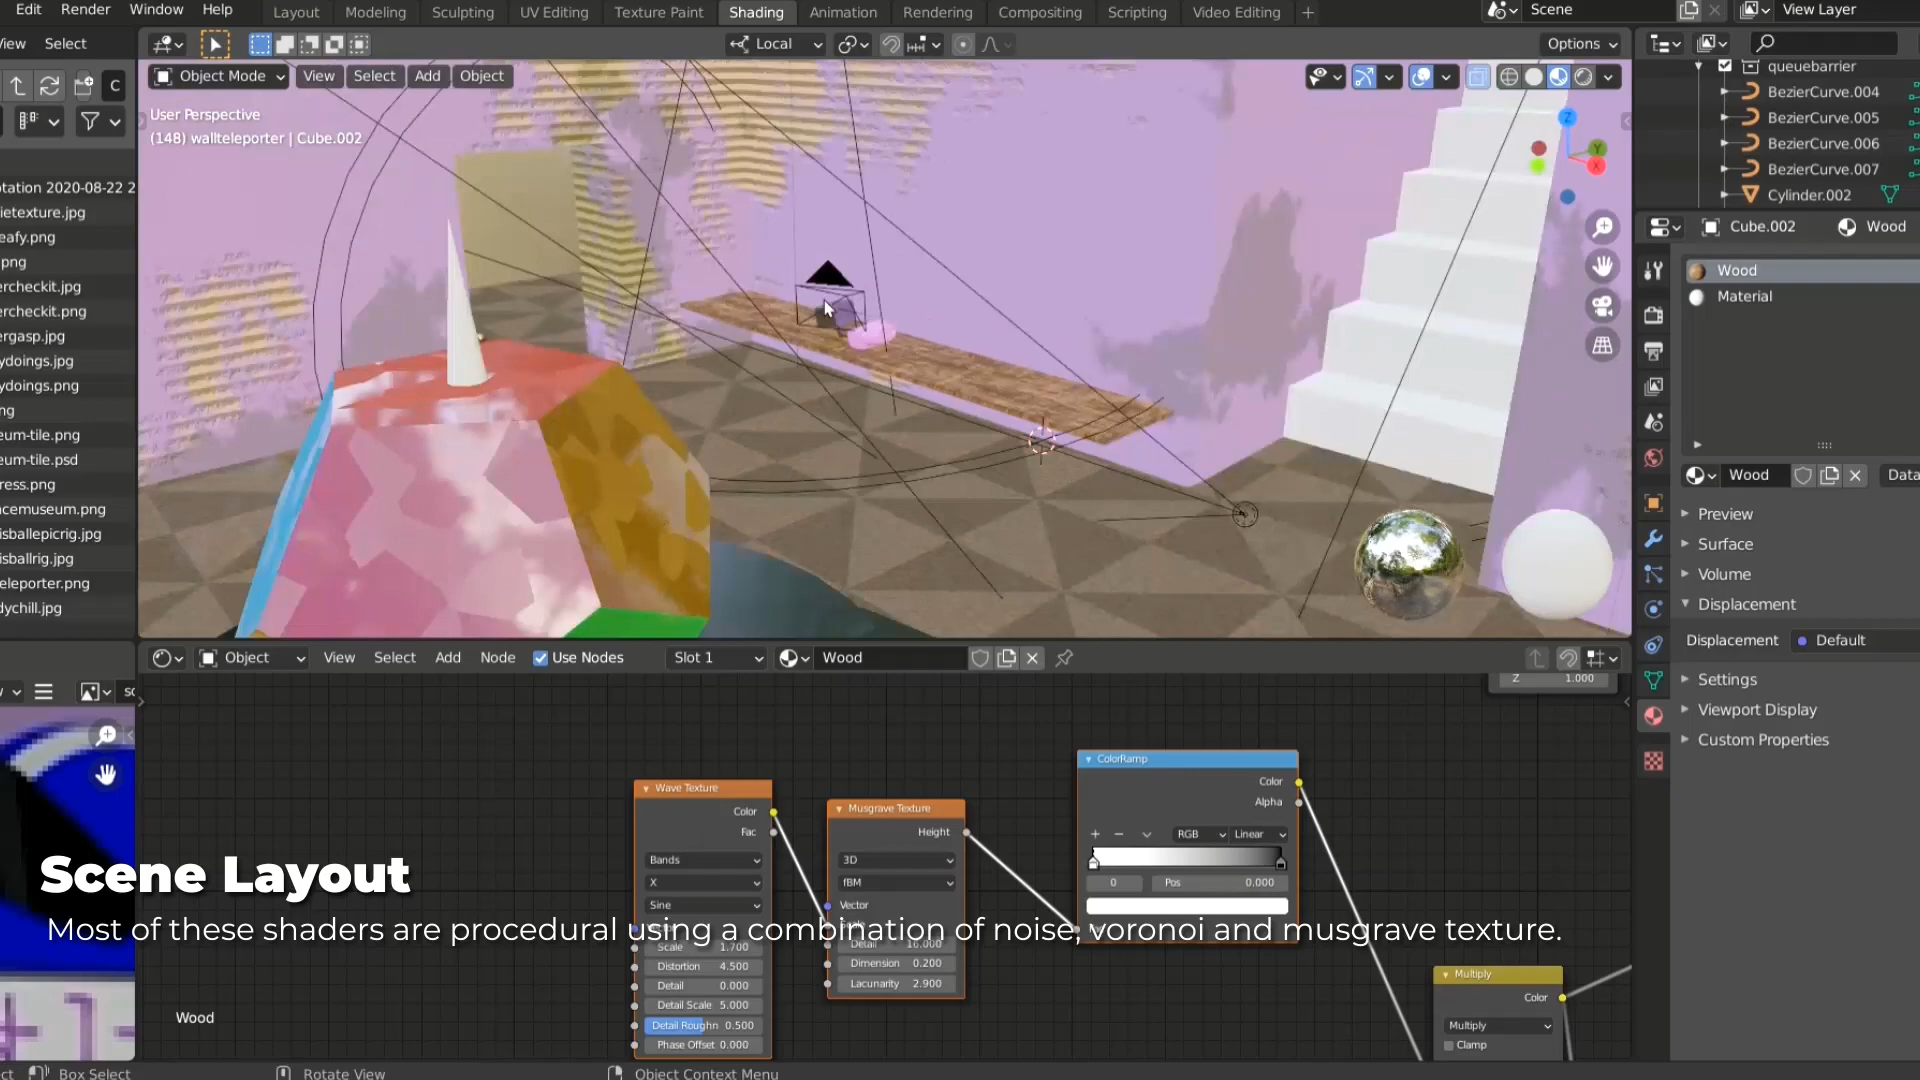 Edit Render Window Help Layout Modeling Sculpting UV Editing Texture Paint Shading Animation Rendering Compositing Scripting Video Editing + Scene View Layer
View Select Local Options
Object Mode View Select Add Object
queuebarrier
BezierCurve.004
BezierCurve.005
BezierCurve.006
BezierCurve.007
Cylinder.002
User Perspective
(148) wallteleporter | Cube.002
Z
Y
X
otation 2020-08-22 2
ietexture.jpg
eafy.png
png
ercheckit.jpg
ercheckit.png
ergasp.jpg
ydoings.jpg
ydoings.png
ng
eum-tile.png
eum-tile.psd
ress.png
acemuseum.png
isballepicrig.jpg
isballrig.jpg
eleporter.png
dychill.jpg
Cube.002 Wood
Wood
Material
Wood Data
Preview
Surface
Volume
Displacement
Displacement Default
Settings
Viewport Display
Custom Properties
Object View Select Add Node Use Nodes Slot 1 Wood
Z 1.000
Wave Texture
Color
Fac
Bands
X
Sine
Scale 1.700
Distortion 4.500
Detail 0.000
Detail Scale 5.000
Detail Roughn 0.500
Phase Offset 0.000
Musgrave Texture
Height
3D
fBM
Vector
Detail 16.000
Dimension 0.200
Lacunarity 2.900
ColorRamp
Color
Alpha
+ − RGB Linear
0 Pos 0.000
Multiply
Color
Multiply
Clamp
Scene Layout
Most of these shaders are procedural using a combination of noise, voronoi and musgrave texture.
Wood
Box Select Rotate View Object Context Menu